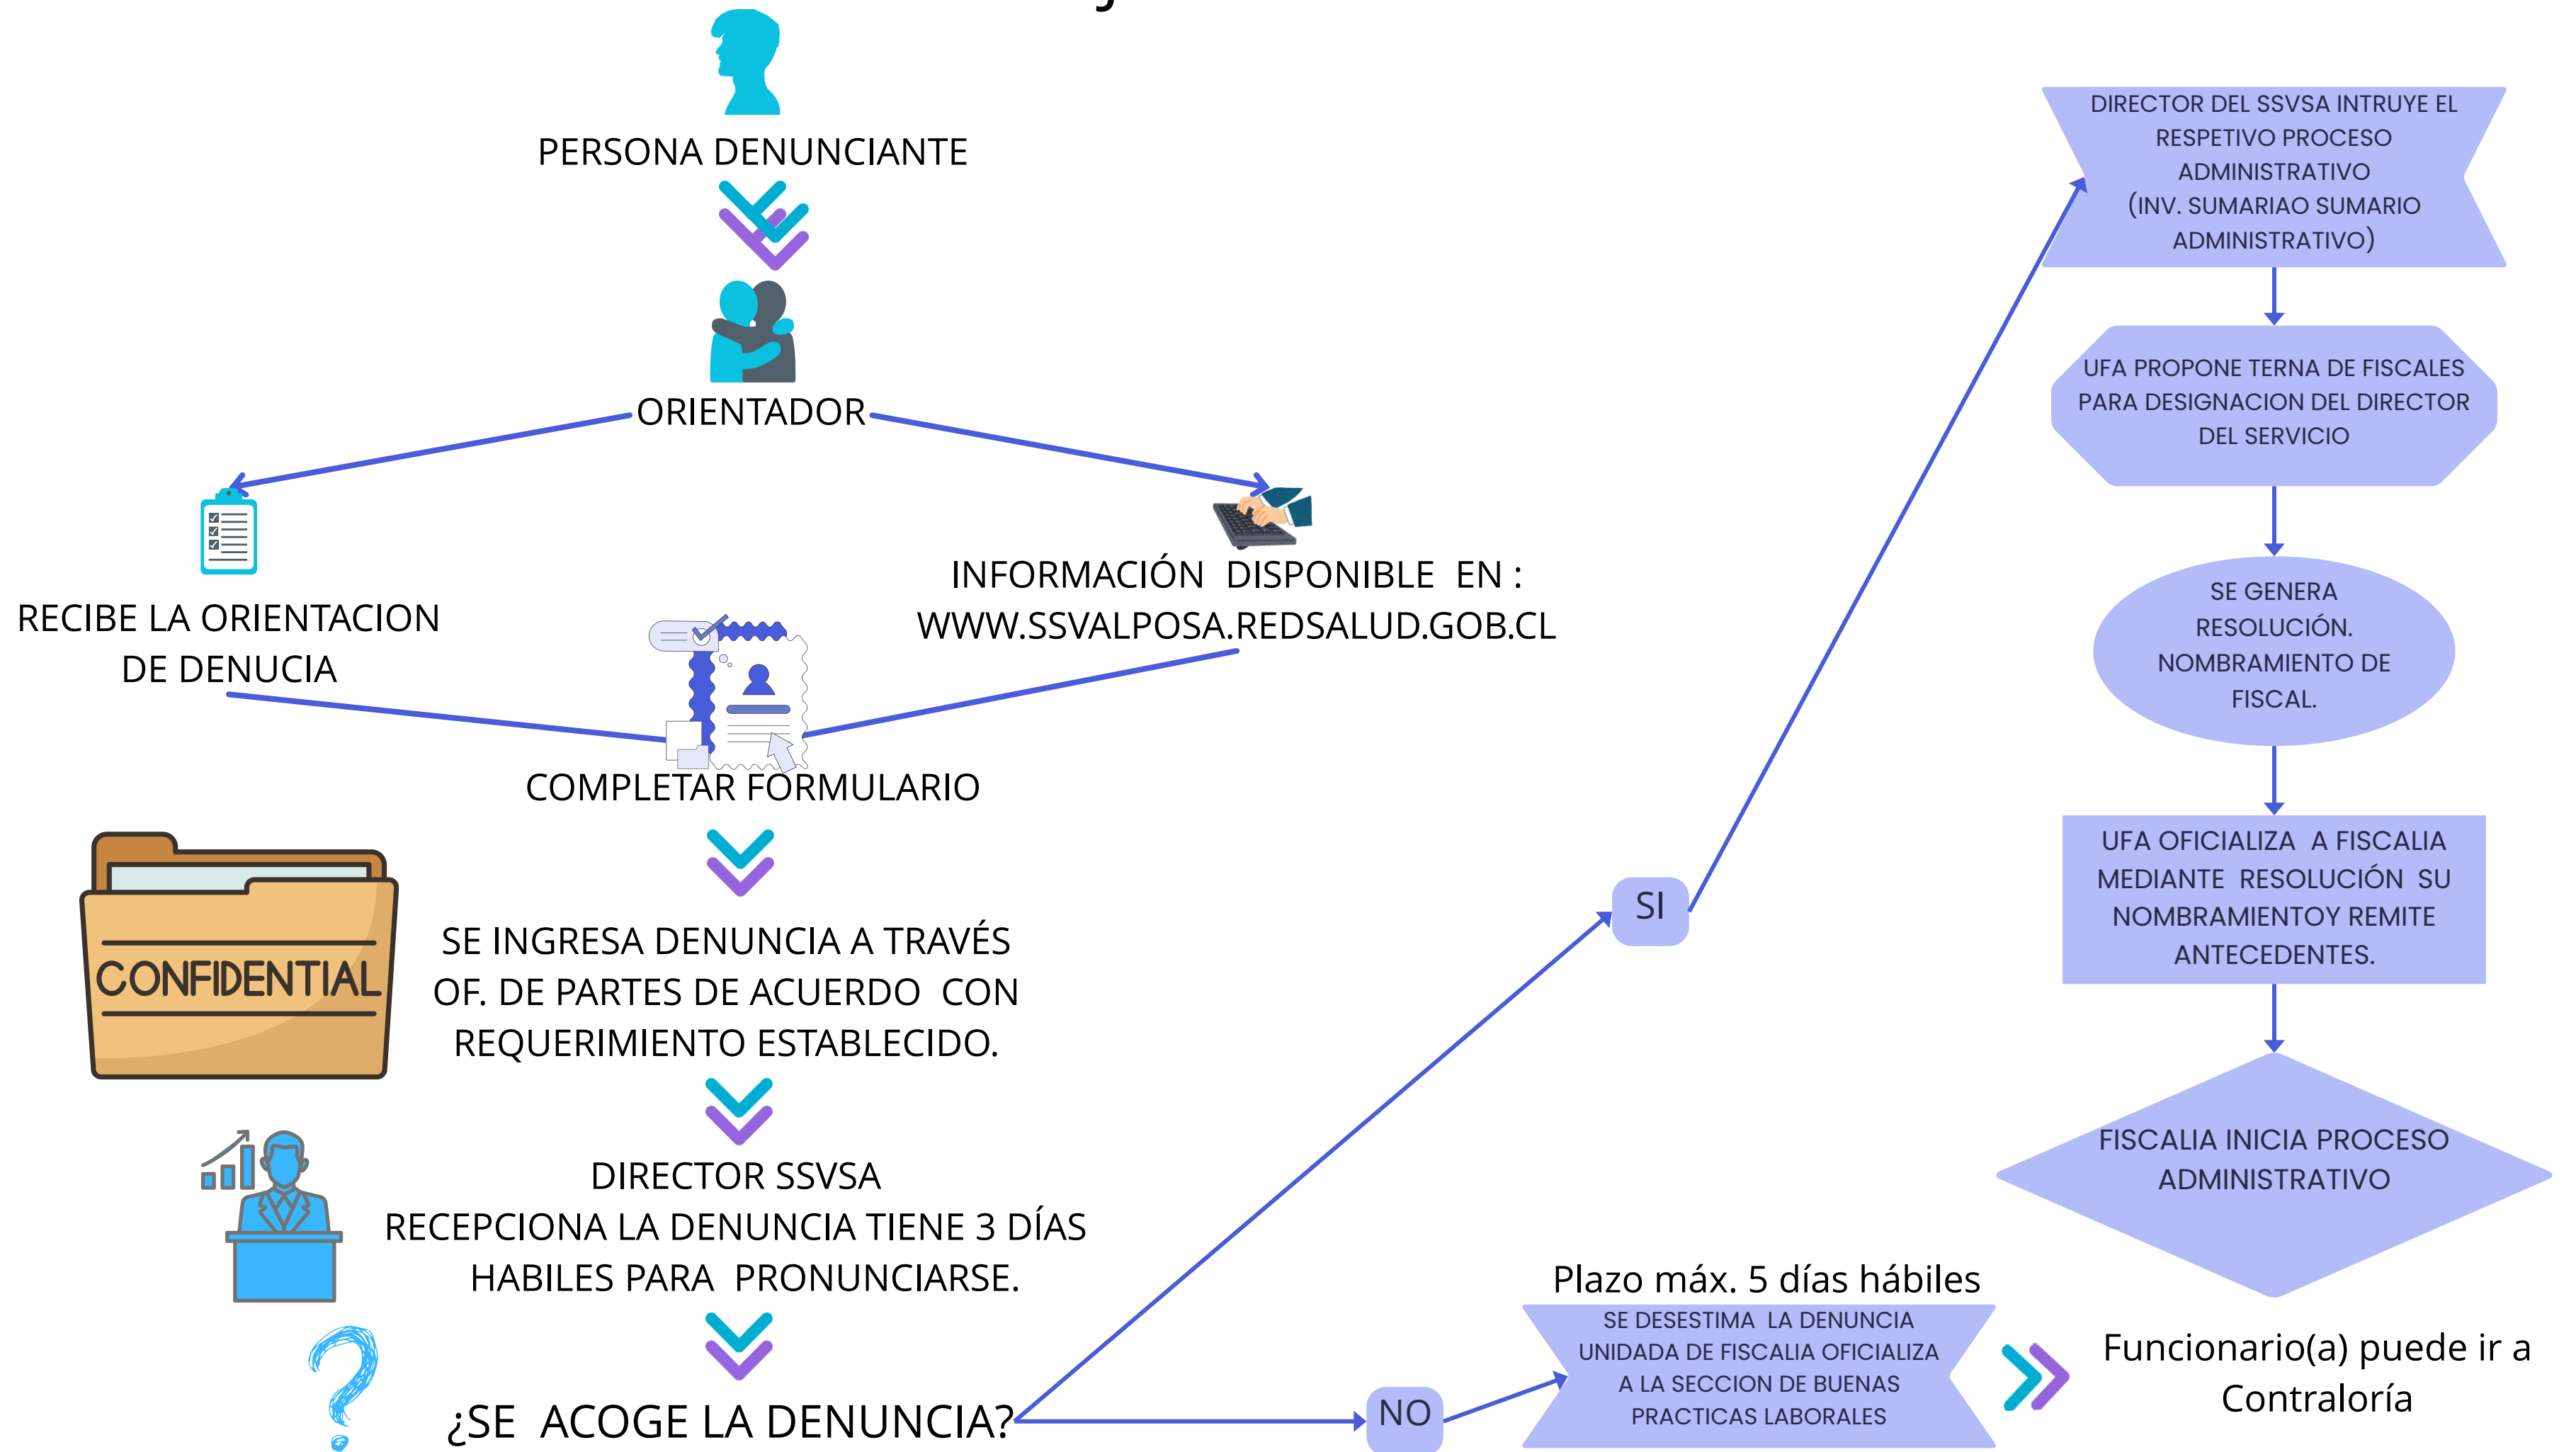 PERSONA DENUNCIANTE
ORIENTADOR
RECIBE LA ORIENTACION
DE DENUCIA
INFORMACIÓN DISPONIBLE EN :
WWW.SSVALPOSA.REDSALUD.GOB.CL
COMPLETAR FORMULARIO
CONFIDENTIAL
SE INGRESA DENUNCIA A TRAVÉS
OF. DE PARTES DE ACUERDO CON
REQUERIMIENTO ESTABLECIDO.
DIRECTOR SSVSA
RECEPCIONA LA DENUNCIA TIENE 3 DÍAS
HABILES PARA PRONUNCIARSE.
¿SE ACOGE LA DENUNCIA?
SI
NO
Plazo máx. 5 días hábiles
SE DESESTIMA LA DENUNCIA
UNIDADA DE FISCALIA OFICIALIZA
A LA SECCION DE BUENAS
PRACTICAS LABORALES
Funcionario(a) puede ir a
Contraloría
DIRECTOR DEL SSVSA INTRUYE EL
RESPETIVO PROCESO
ADMINISTRATIVO
(INV. SUMARIAO SUMARIO
ADMINISTRATIVO)
UFA PROPONE TERNA DE FISCALES
PARA DESIGNACION DEL DIRECTOR
DEL SERVICIO
SE GENERA
RESOLUCIÓN.
NOMBRAMIENTO DE
FISCAL.
UFA OFICIALIZA A FISCALIA
MEDIANTE RESOLUCIÓN SU
NOMBRAMIENTOY REMITE
ANTECEDENTES.
FISCALIA INICIA PROCESO
ADMINISTRATIVO